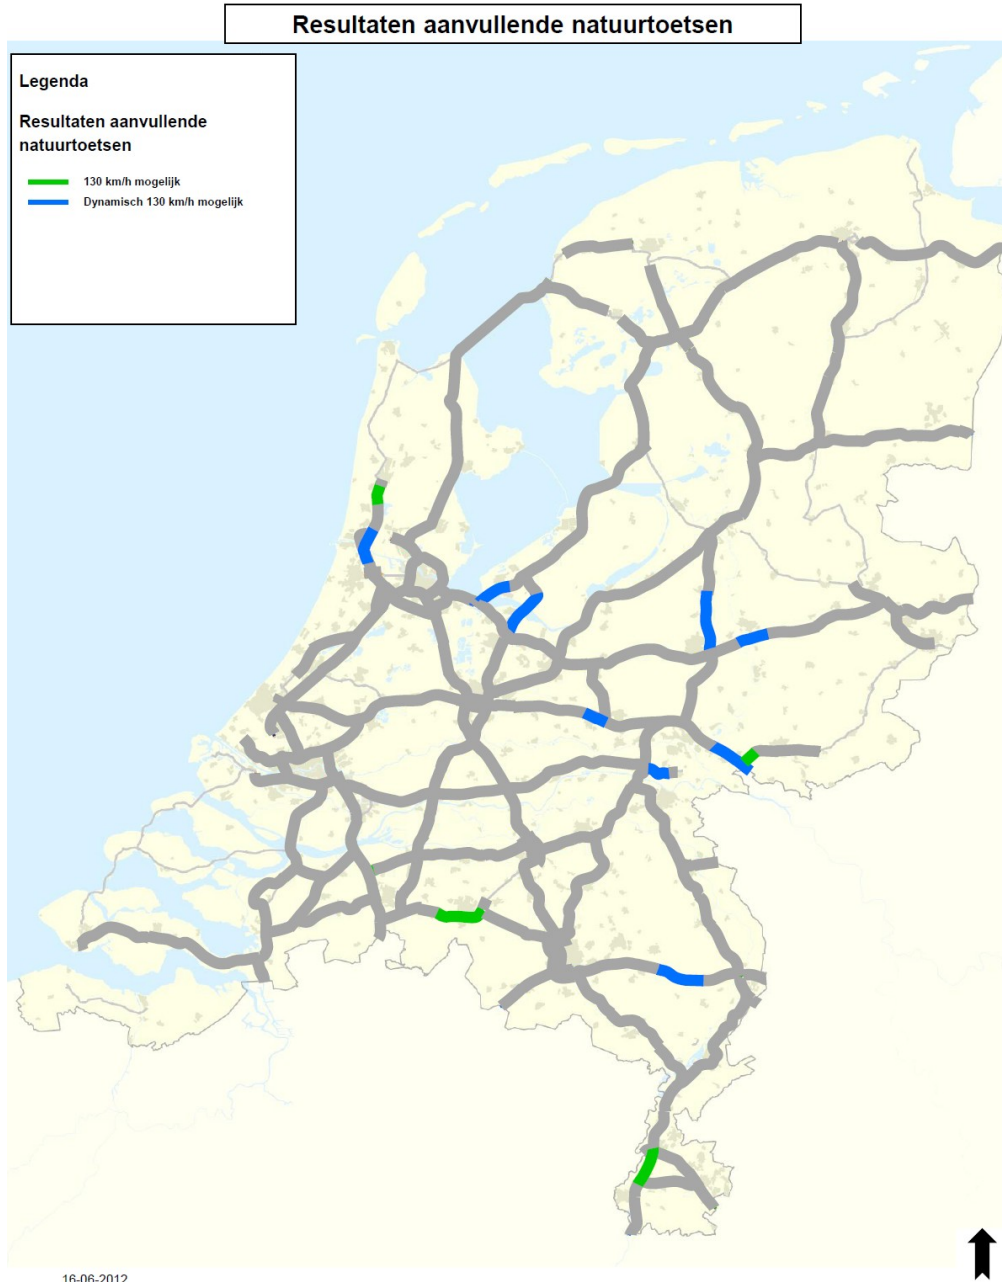 Resultaten aanvullende natuurtoetsen
Legenda
Resultaten aanvullende
natuurtoetsen
130 km/h mogelijk
Dynamisch 130 km/h mogelijk
16-06-2012